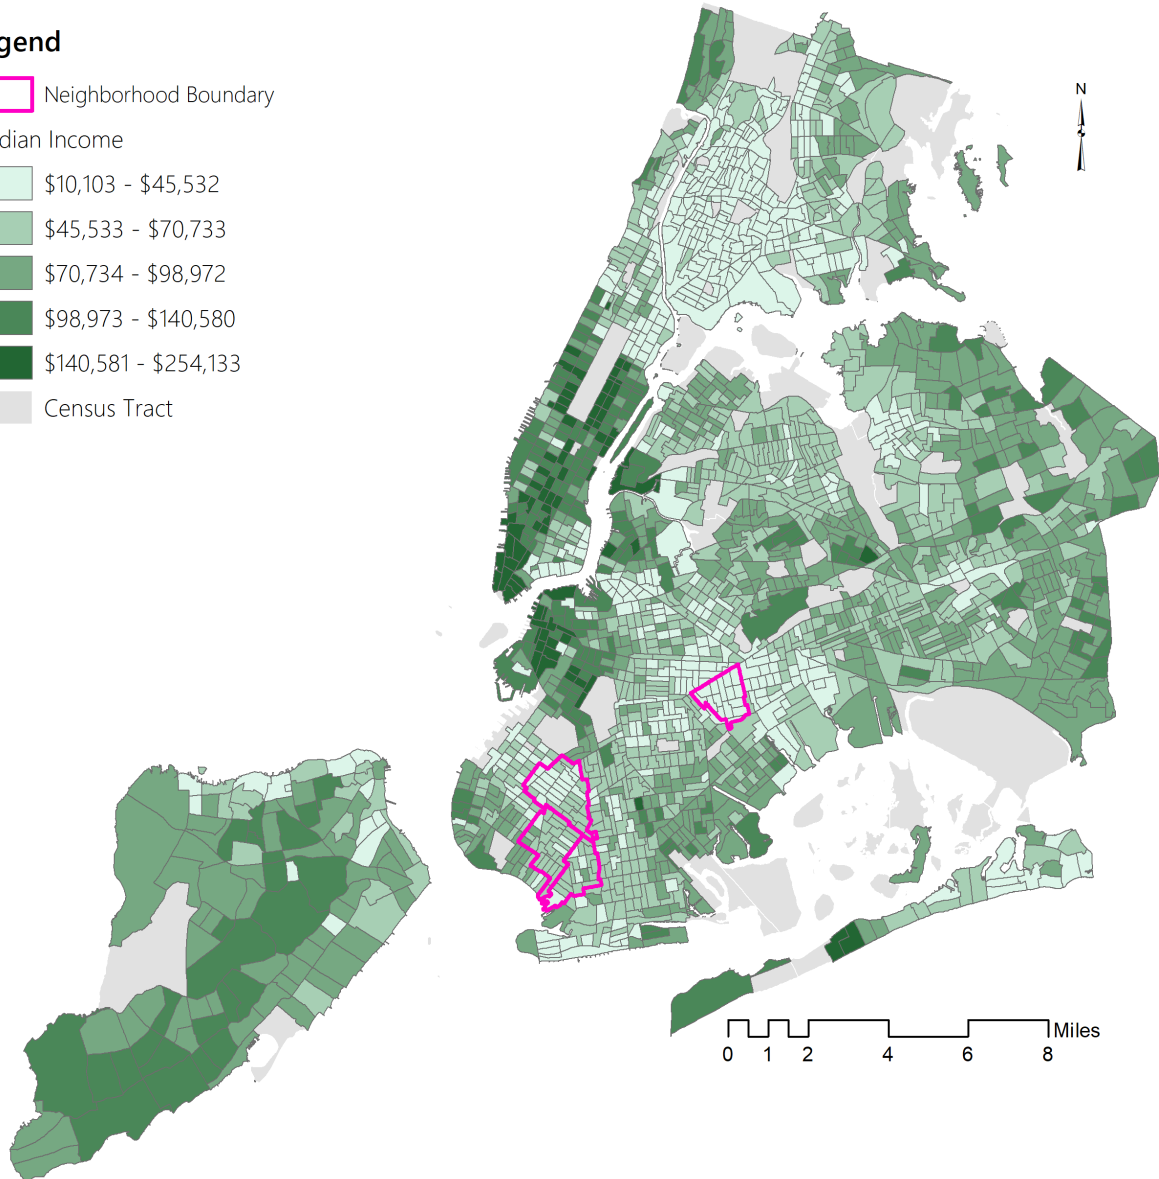 gend
Neighborhood Boundary
dian Income
$10,103 - $45,532
$45,533 - $70,733
$70,734 - $98,972
$98,973 - $140,580
$140,581 - $254,133
Census Tract
N
Miles
0 1 2 4 6 8